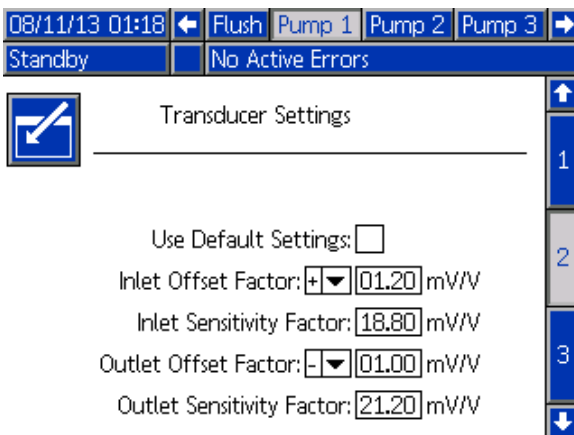 08/11/13 01:18 Flush Pump 1 Pump 2 Pump 3
Standby No Active Errors
Transducer Settings
1
Use Default Settings:
2
Inlet Offset Factor: + 01.20 mV/V
Inlet Sensitivity Factor: 18.80 mV/V
Outlet Offset Factor: - 01.00 mV/V
3
Outlet Sensitivity Factor: 21.20 mV/V